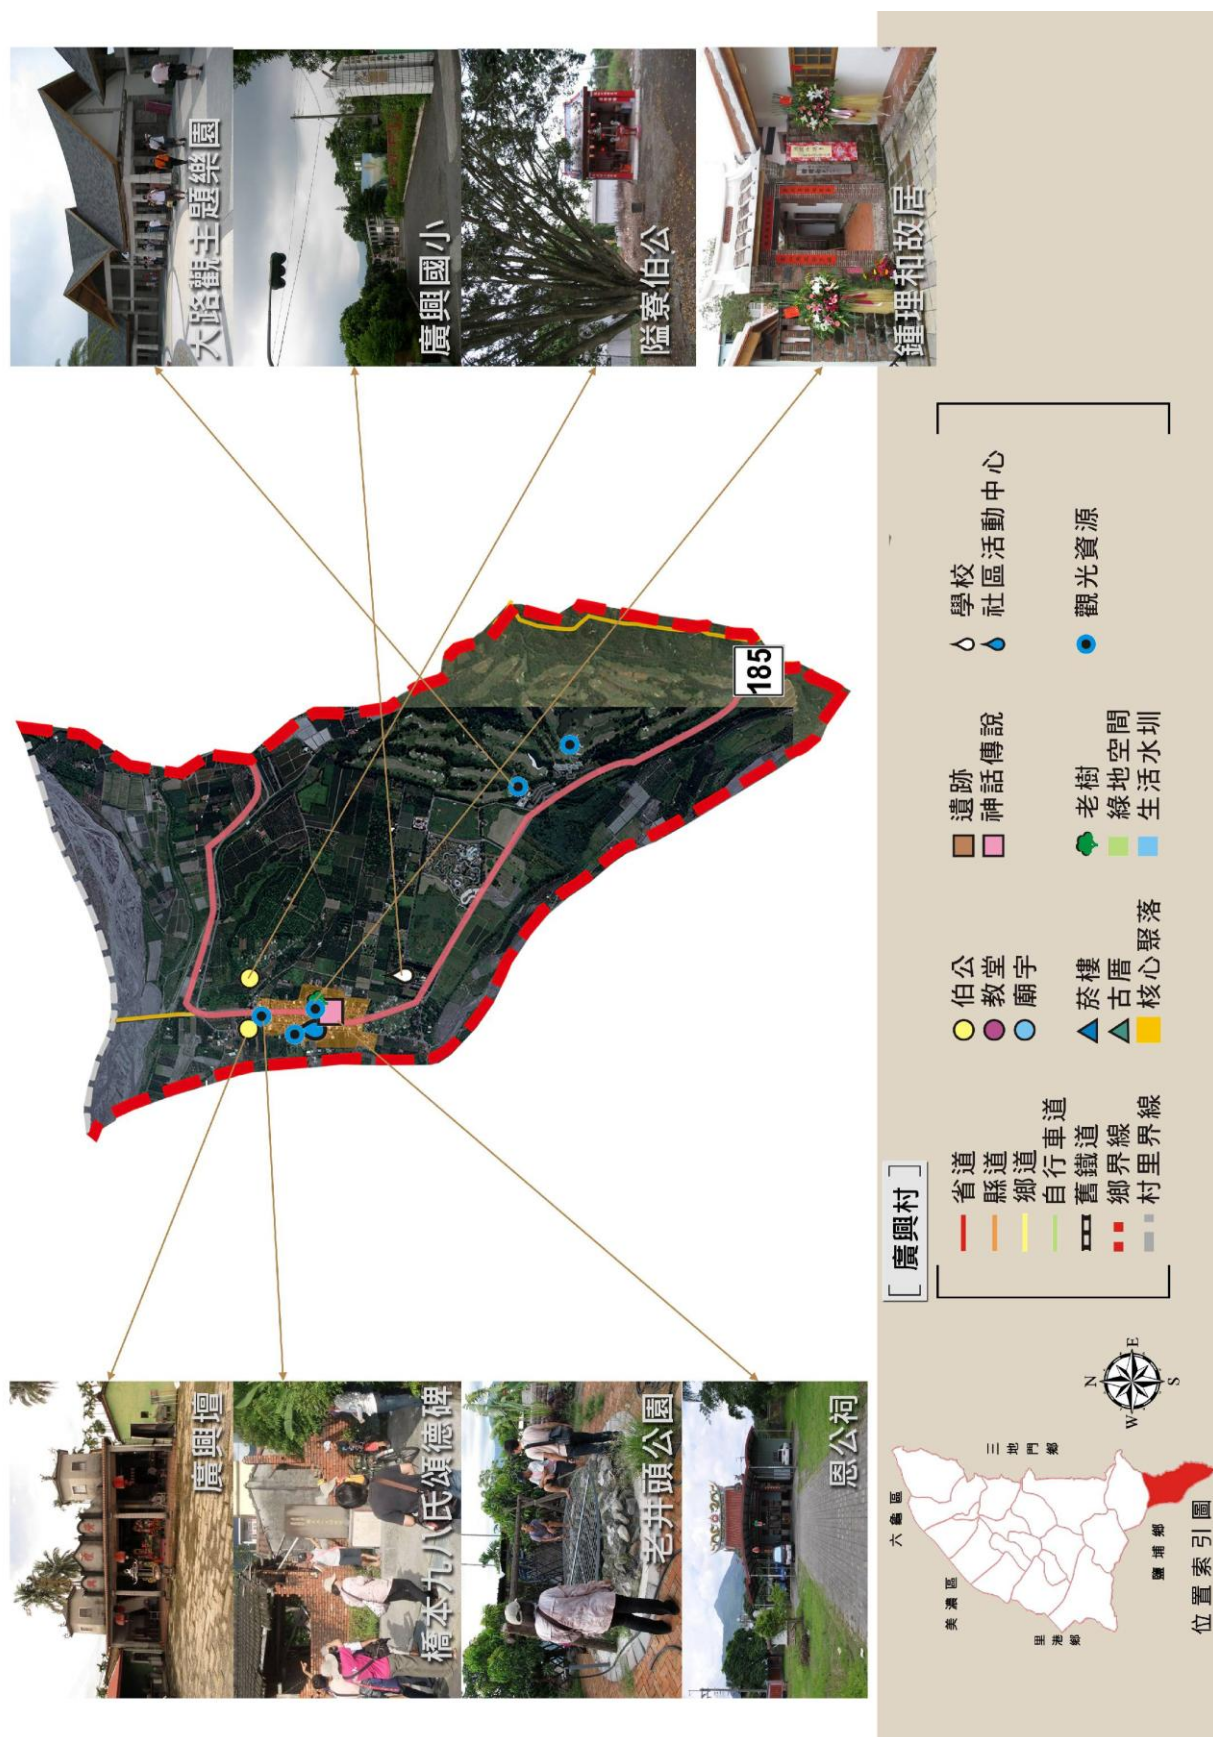 廣興壇
橋本九八氏頌德碑
老井頭公園
恩公祠
大路觀主題樂園
廣興國小
隘寮伯公
鍾理和故居
185
[廣興村]
省道
縣道
鄉道
自行車道
舊鐵道
鄉界線
村里界線
伯公
教堂
廟宇
菸樓
古厝
核心聚落
遺跡
神話傳說
老樹
綠地空間
生活水圳
學校
社區活動中心
觀光資源
六龜區
美濃區
里港鄉
三地門鄉
鹽埔鄉
位置索引圖
N
E
S
W